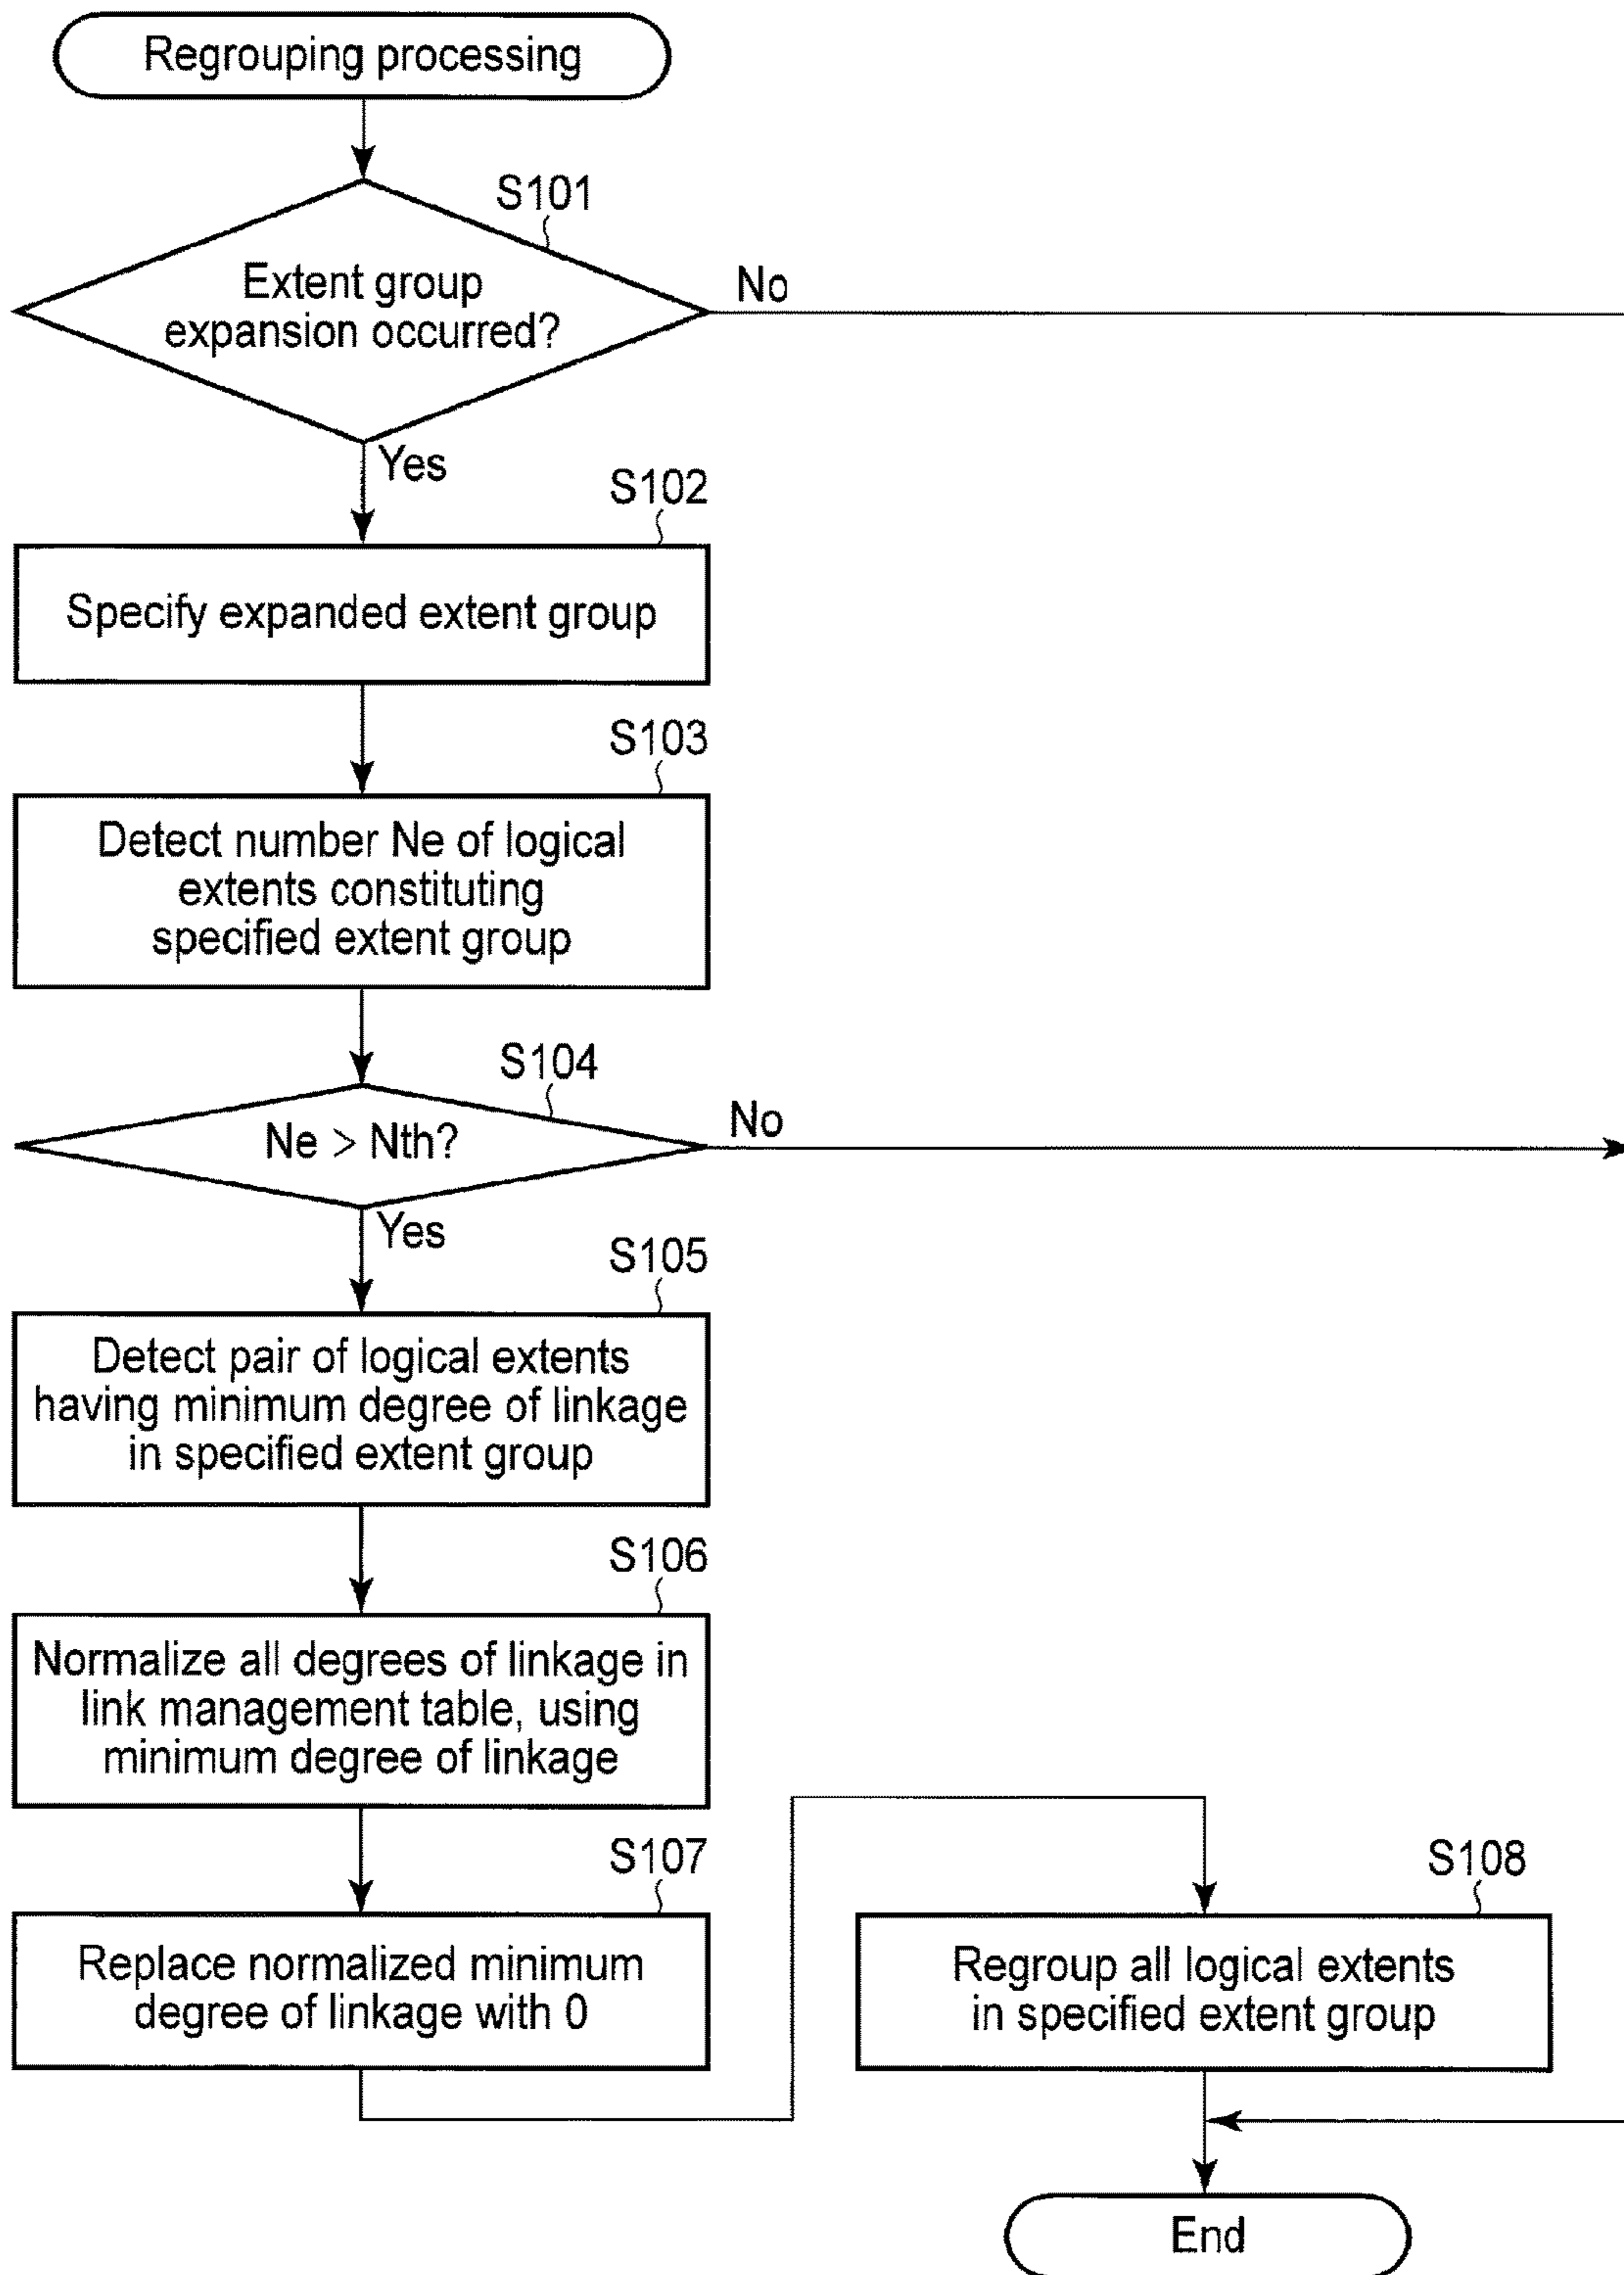 Regrouping processing
S101
Extent group
expansion occurred?
No
Yes
S102
Specify expanded extent group
S103
Detect number Ne of logical
extents constituting
specified extent group
S104
Ne > Nth?
No
Yes
S105
Detect pair of logical extents
having minimum degree of linkage
in specified extent group
S106
Normalize all degrees of linkage in
link management table, using
minimum degree of linkage
S107
Replace normalized minimum
degree of linkage with 0
S108
Regroup all logical extents
in specified extent group
End